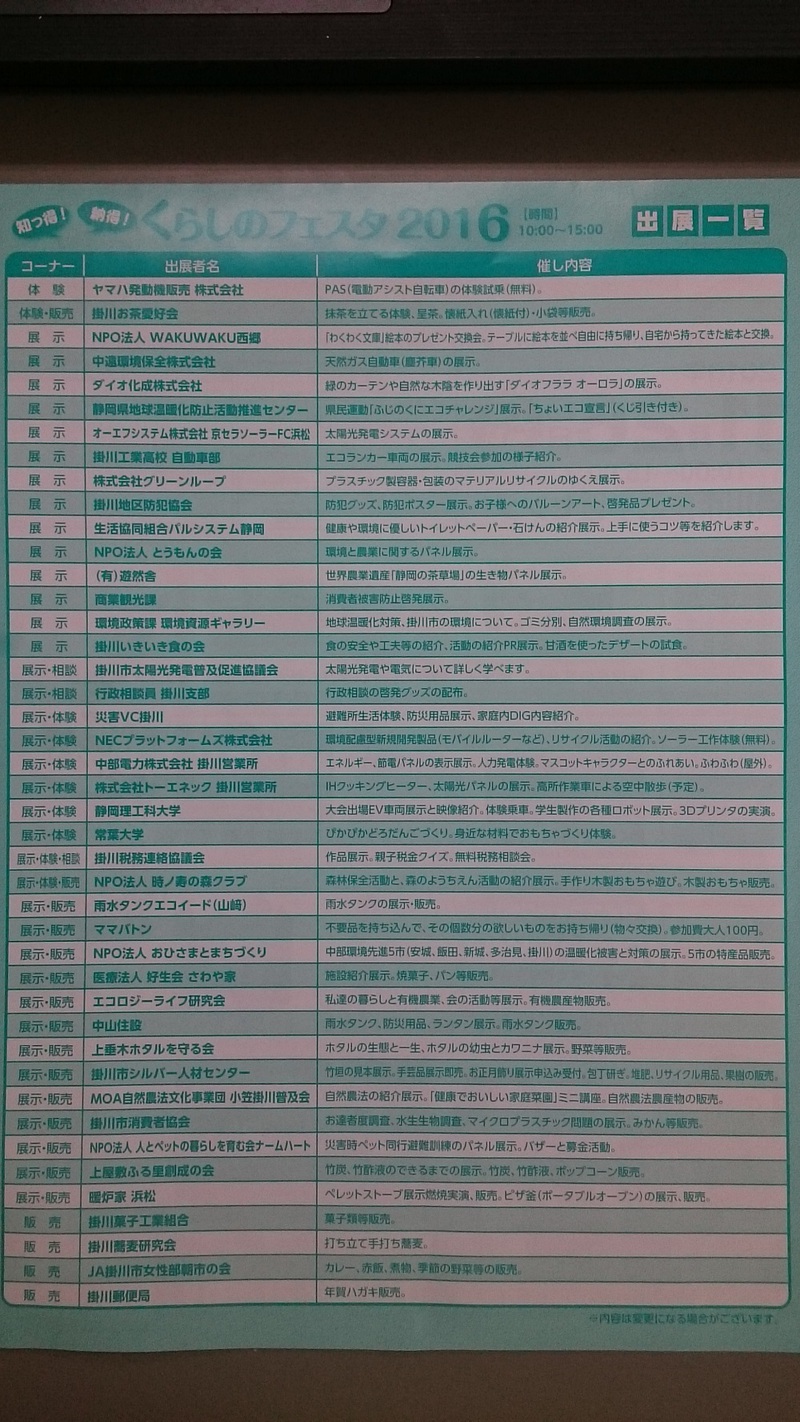 知っ得! 納得! くらしのフェスタ 2016 【時間】 10:00〜15:00 出展一覧
コーナー 出展者名 催し内容
体 験 ヤマハ発動機販売 株式会社 PAS(電動アシスト自転車)の体験試乗(無料)。
体験・販売 掛川お茶愛好会 抹茶を立てる体験、呈茶。懐紙入れ(懐紙付)・小袋等販売。
展 示 NPO法人 WAKUWAKU西郷 「わくわく文庫」絵本のプレゼント交換会。テーブルに絵本を並べ自由に持ち帰り、自宅から持ってきた絵本と交換。
展 示 中遠環境保全株式会社 天然ガス自動車(塵芥車)の展示。
展 示 ダイオ化成株式会社 緑のカーテンや自然な木陰を作り出す「ダイオフララ オーロラ」の展示。
展 示 静岡県地球温暖化防止活動推進センター 県民運動「ふじのくにエコチャレンジ」展示。「ちょいエコ宣言」(くじ引き付き)。
展 示 オーエフシステム株式会社 京セラソーラーFC浜松 太陽光発電システムの展示。
展 示 掛川工業高校 自動車部 エコランカー車両の展示。競技会参加の様子紹介。
展 示 株式会社グリーンループ プラスチック製容器・包装のマテリアルリサイクルのゆくえ展示。
展 示 掛川地区防犯協会 防犯グッズ、防犯ポスター展示。お子様へのバルーンアート、啓発品プレゼント。
展 示 生活協同組合パルシステム静岡 健康や環境に優しいトイレットペーパー・石けんの紹介展示。上手に使うコツ等を紹介します。
展 示 NPO法人 とうもんの会 環境と農業に関するパネル展示。
展 示 (有)遊然舎 世界農業遺産「静岡の茶草場」の生き物パネル展示。
展 示 商業観光課 消費者被害防止啓発展示。
展 示 環境政策課 環境資源ギャラリー 地球温暖化対策、掛川市の環境について。ゴミ分別、自然環境調査の展示。
展 示 掛川いきいき食の会 食の安全や工夫等の紹介、活動の紹介PR展示。甘酒を使ったデザートの試食。
展示・相談 掛川市太陽光発電普及促進協議会 太陽光発電や電気について詳しく学べます。
展示・相談 行政相談員 掛川支部 行政相談の啓発グッズの配布。
展示・体験 災害VC掛川 避難所生活体験、防災用品展示、家庭内DIG内容紹介。
展示・体験 NECプラットフォームズ株式会社 環境配慮型新規開発製品(モバイルルーターなど)、リサイクル活動の紹介。ソーラー工作体験(無料)。
展示・体験 中部電力株式会社 掛川営業所 エネルギー、節電パネルの表示展示。人力発電体験。マスコットキャラクターとのふれあい。ふわふわ(屋外)。
展示・体験 株式会社トーエネック 掛川営業所 IHクッキングヒーター、太陽光パネルの展示。高所作業車による空中散歩(予定)。
展示・体験 静岡理工科大学 大会出場EV車両展示と映像紹介。体験乗車。学生製作の各種ロボット展示。3Dプリンタの実演。
展示・体験 常葉大学 ぴかぴかどろだんごづくり。身近な材料でおもちゃづくり体験。
展示・体験・相談 掛川税務連絡協議会 作品展示。親子税金クイズ。無料税務相談会。
展示・体験・販売 NPO法人 時ノ寿の森クラブ 森林保全活動と、森のようちえん活動の紹介展示。手作り木製おもちゃ遊び。木製おもちゃ販売。
展示・販売 雨水タンクエコイード(山﨑) 雨水タンクの展示・販売。
展示・販売 ママバトン 不要品を持ち込んで、その個数分の欲しいものをお持ち帰り(物々交換)。参加費大人100円。
展示・販売 NPO法人 おひさまとまちづくり 中部環境先進5市(安城、飯田、新城、多治見、掛川)の温暖化被害と対策の展示。5市の特産品販売。
展示・販売 医療法人 好生会 さわや家 施設紹介展示。焼菓子、パン等販売。
展示・販売 エコロジーライフ研究会 私達の暮らしと有機農業、会の活動等展示。有機農産物販売。
展示・販売 中山住設 雨水タンク、防災用品、ランタン展示。雨水タンク販売。
展示・販売 上垂木ホタルを守る会 ホタルの生態と一生、ホタルの幼虫とカワニナ展示。野菜等販売。
展示・販売 掛川市シルバー人材センター 竹垣の見本展示。手芸品展示即売。お正月飾り展示申込み受付。包丁研ぎ。堆肥、リサイクル用品、果樹の販売。
展示・販売 MOA自然農法文化事業団 小笠掛川普及会 自然農法の紹介展示。「健康でおいしい家庭菜園」ミニ講座。自然農法農産物の販売。
展示・販売 掛川市消費者協会 お達者度調査、水生生物調査、マイクロプラスチック問題の展示。みかん等販売。
展示・販売 NPO法人 人とペットの暮らしを育む会ナームハート 災害時ペット同行避難訓練のパネル展示。バザーと募金活動。
展示・販売 上屋敷ふる里創成の会 竹炭、竹酢液のできるまでの展示。竹炭、竹酢液、ポップコーン販売。
展示・販売 暖炉家 浜松 ペレットストーブ展示燃焼実演、販売。ピザ釜(ポータブルオーブン)の展示、販売。
販 売 掛川菓子工業組合 菓子類等販売。
販 売 掛川蕎麦研究会 打ち立て手打ち蕎麦。
販 売 JA掛川市女性部朝市の会 カレー、赤飯、煮物、季節の野菜等の販売。
販 売 掛川郵便局 年賀ハガキ販売。
※内容は変更になる場合がございます。